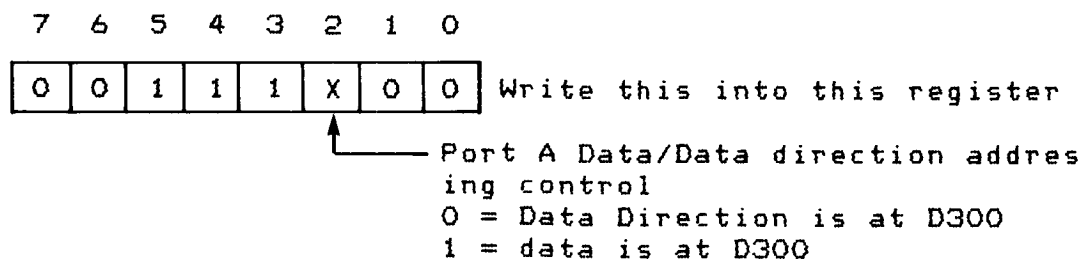 7 6 5 4 3 2 1 0
0 0 1 1 1 X 0 0 Write this into this register
Port A Data/Data direction addres
ing control
0 = Data Direction is at D300
1 = data is at D300